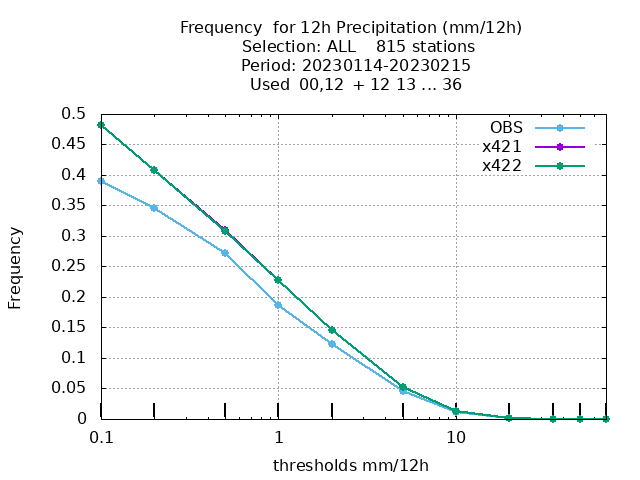 Frequency  for 12h Precipitation (mm/12h)
Selection: ALL    815 stations
Period: 20230114-20230215
Used  00,12  + 12 13 ... 36
OBS
x421
x422
0.5
0.45
0.4
0.35
0.3
0.25
0.2
0.15
0.1
0.05
0
Frequency
0.1 1 10
thresholds mm/12h